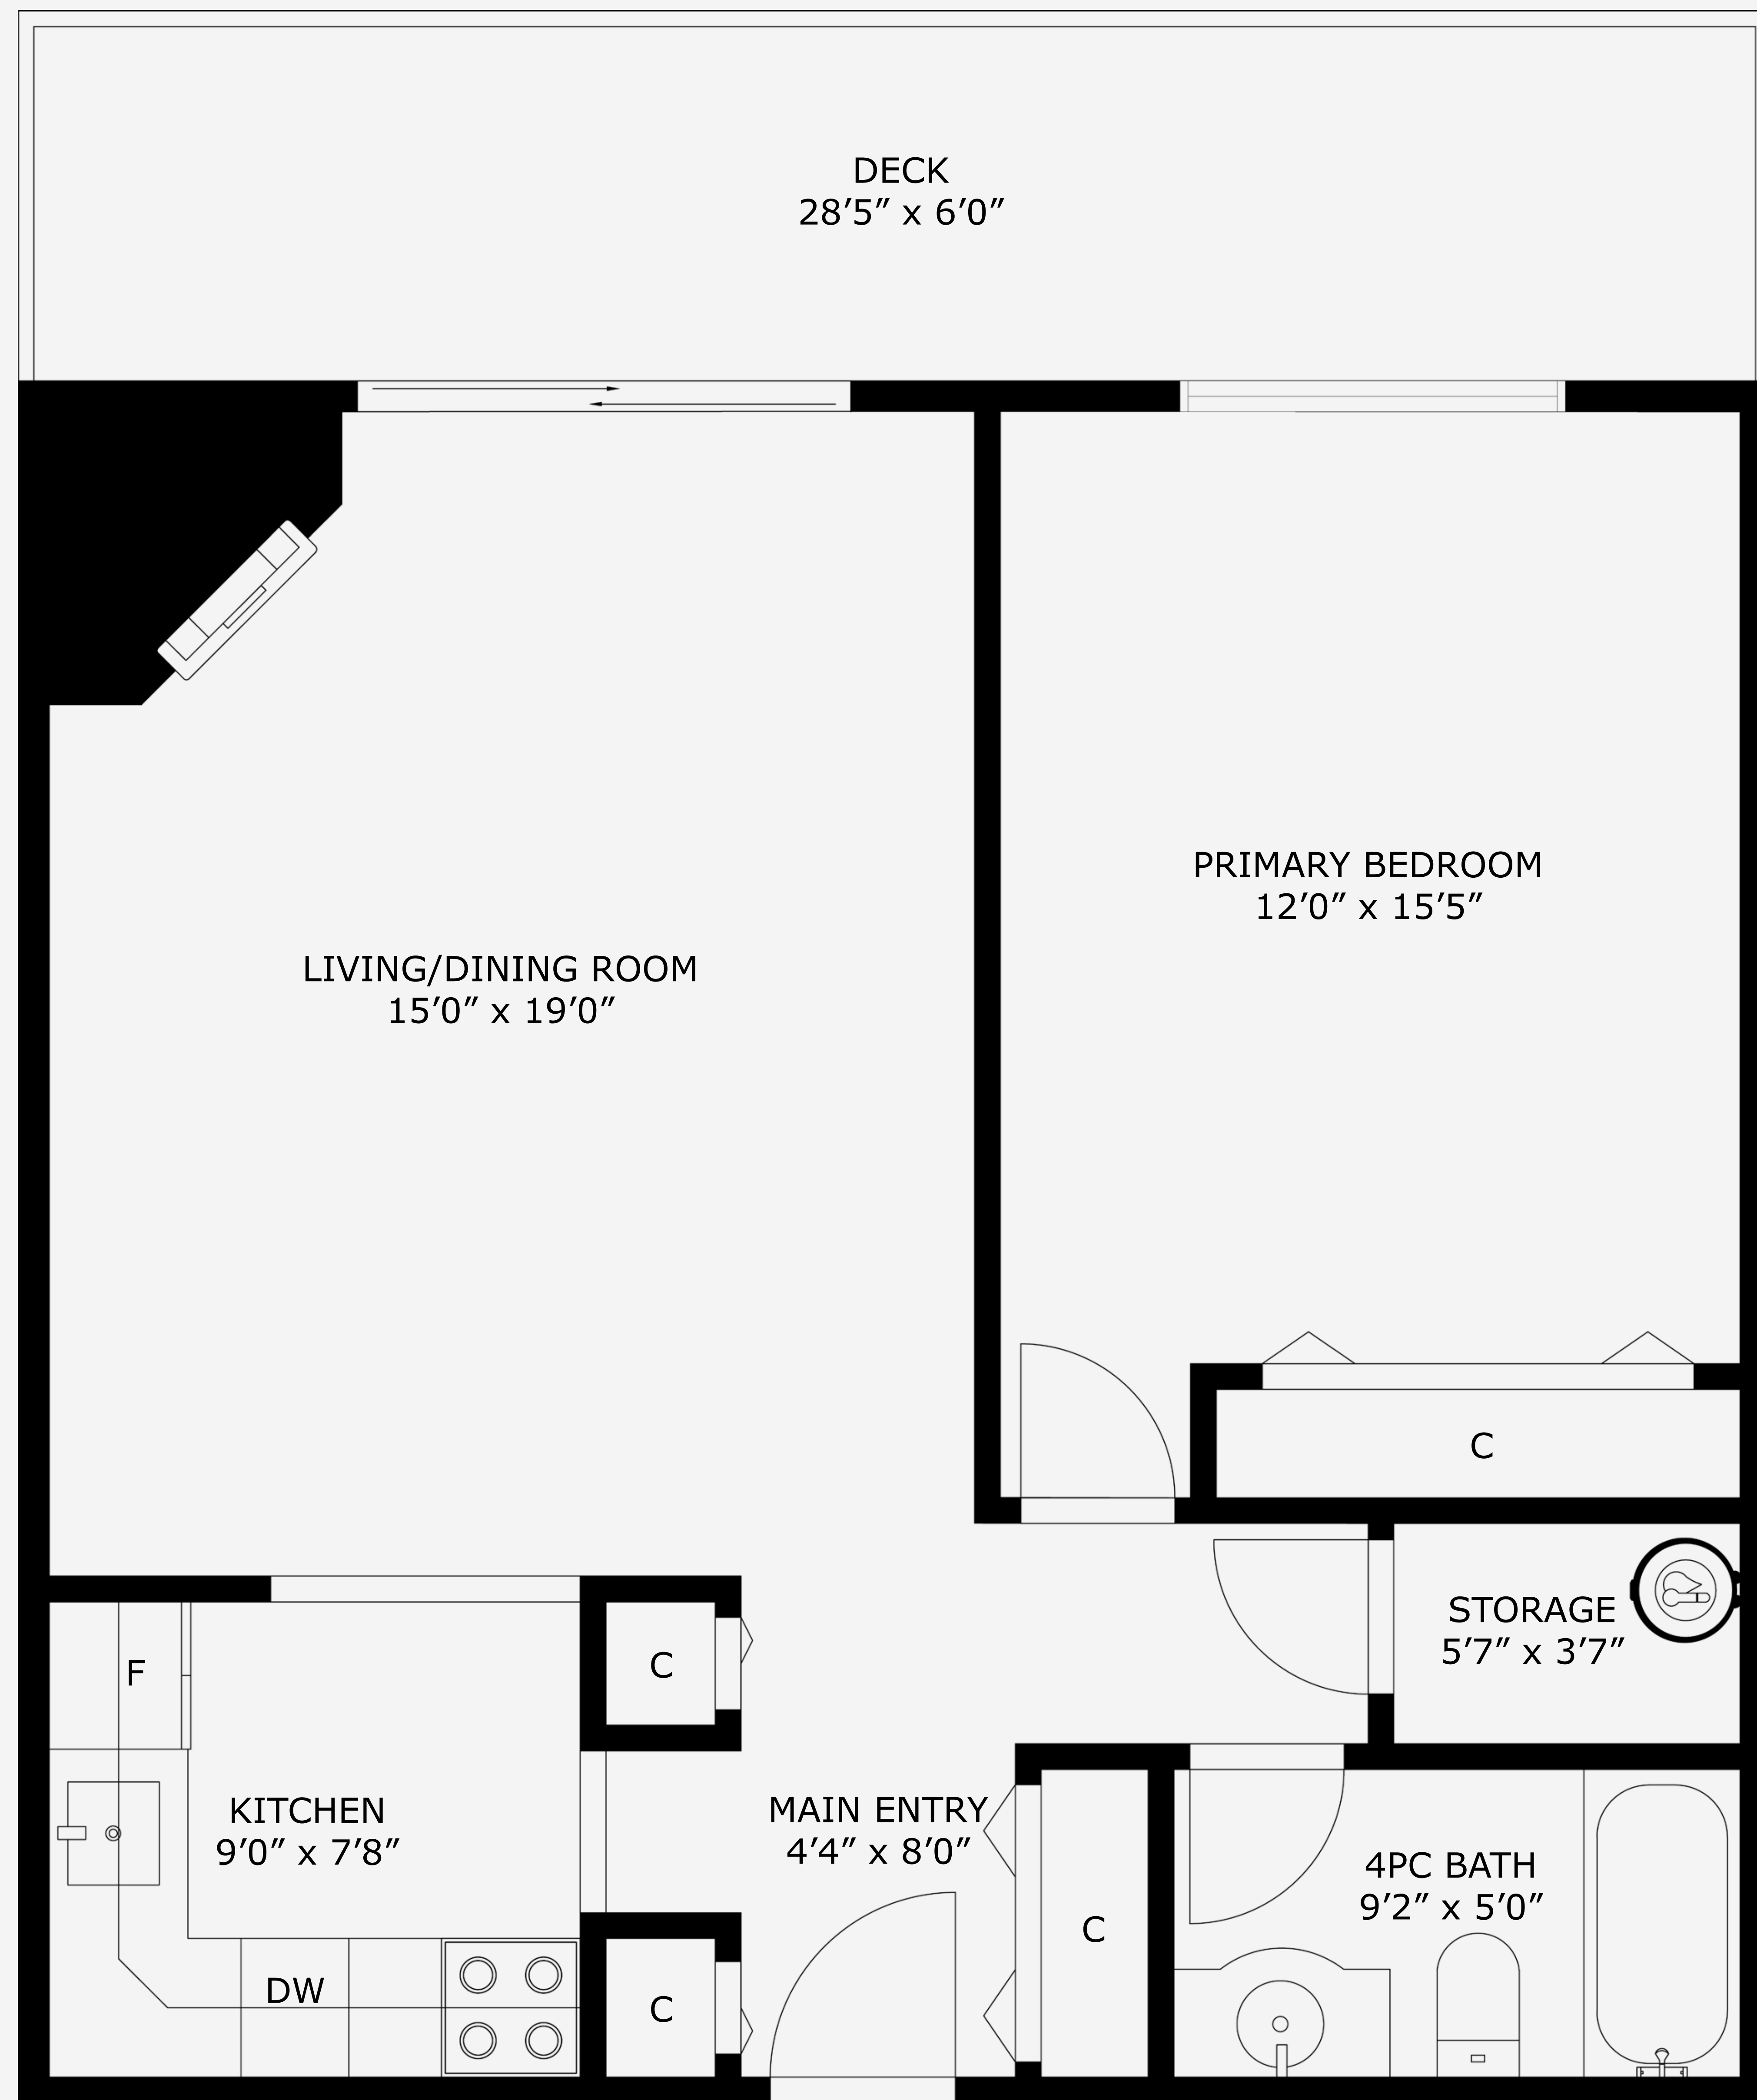 DECK
28′5″ x 6′0″
PRIMARY BEDROOM
12′0″ x 15′5″
LIVING/DINING ROOM
15′0″ x 19′0″
C
STORAGE
5′7″ x 3′7″
F
C
KITCHEN
9′0″ x 7′8″
MAIN ENTRY
4′4″ x 8′0″
4PC BATH
9′2″ x 5′0″
C
DW
C